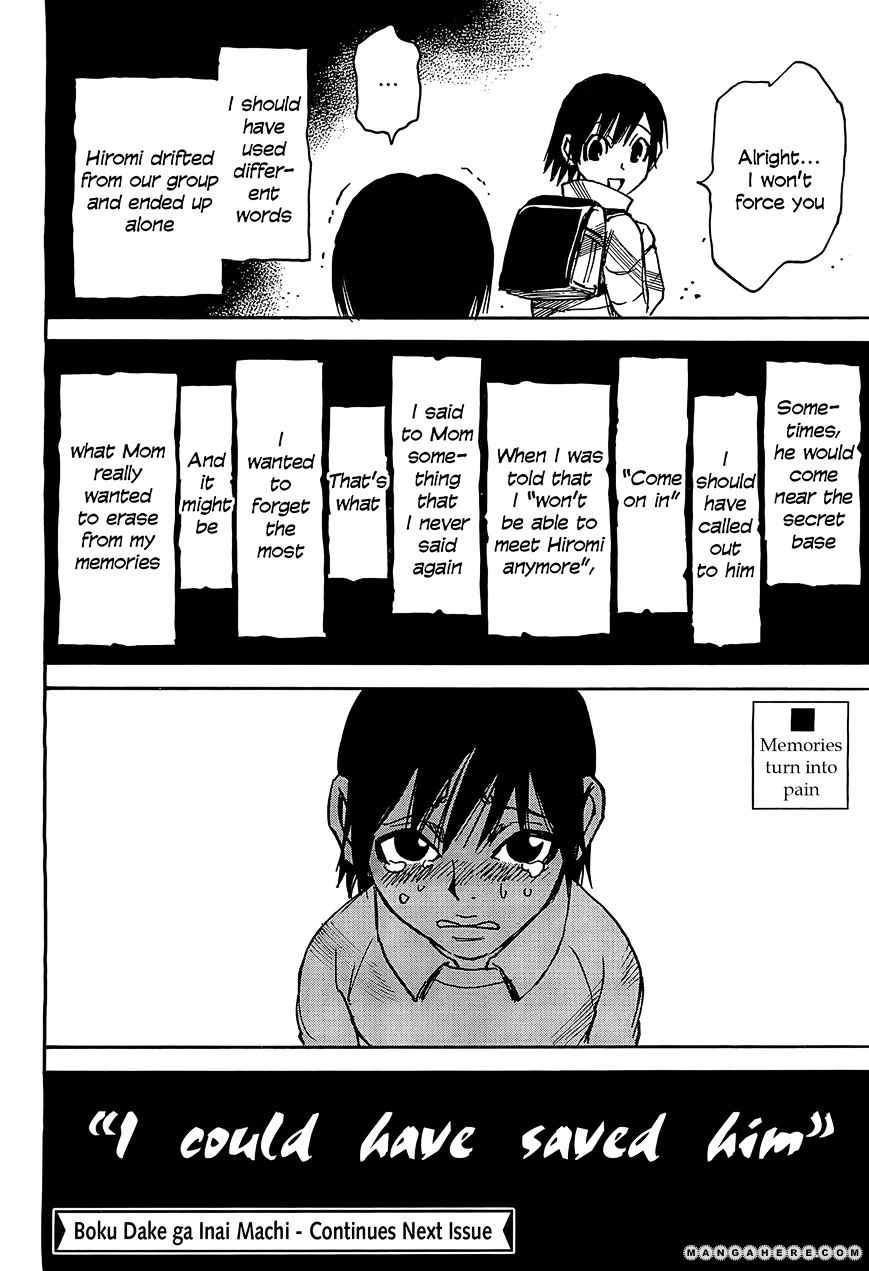 Alright...
I won't
force you
...
I should
have
used
differ-
ent
words
Hiromi drifted
from our group
and ended up
alone
Some-
times,
he would
come
near the
secret
base
I
should
have
called
out
to him
"Come
on in"
When I was
told that
I "won't
be able to
meet Hiromi
anymore",
I said
to Mom
some-
thing
that
I never
said
again
That's
what
I
wanted
to
forget
the
most
And
it
might
be
what Mom
really
wanted
to erase
from my
memories
Memories
turn into
pain
"I could have saved him"
Boku Dake ga Inai Machi - Continues Next Issue
MANGAHERE.COM